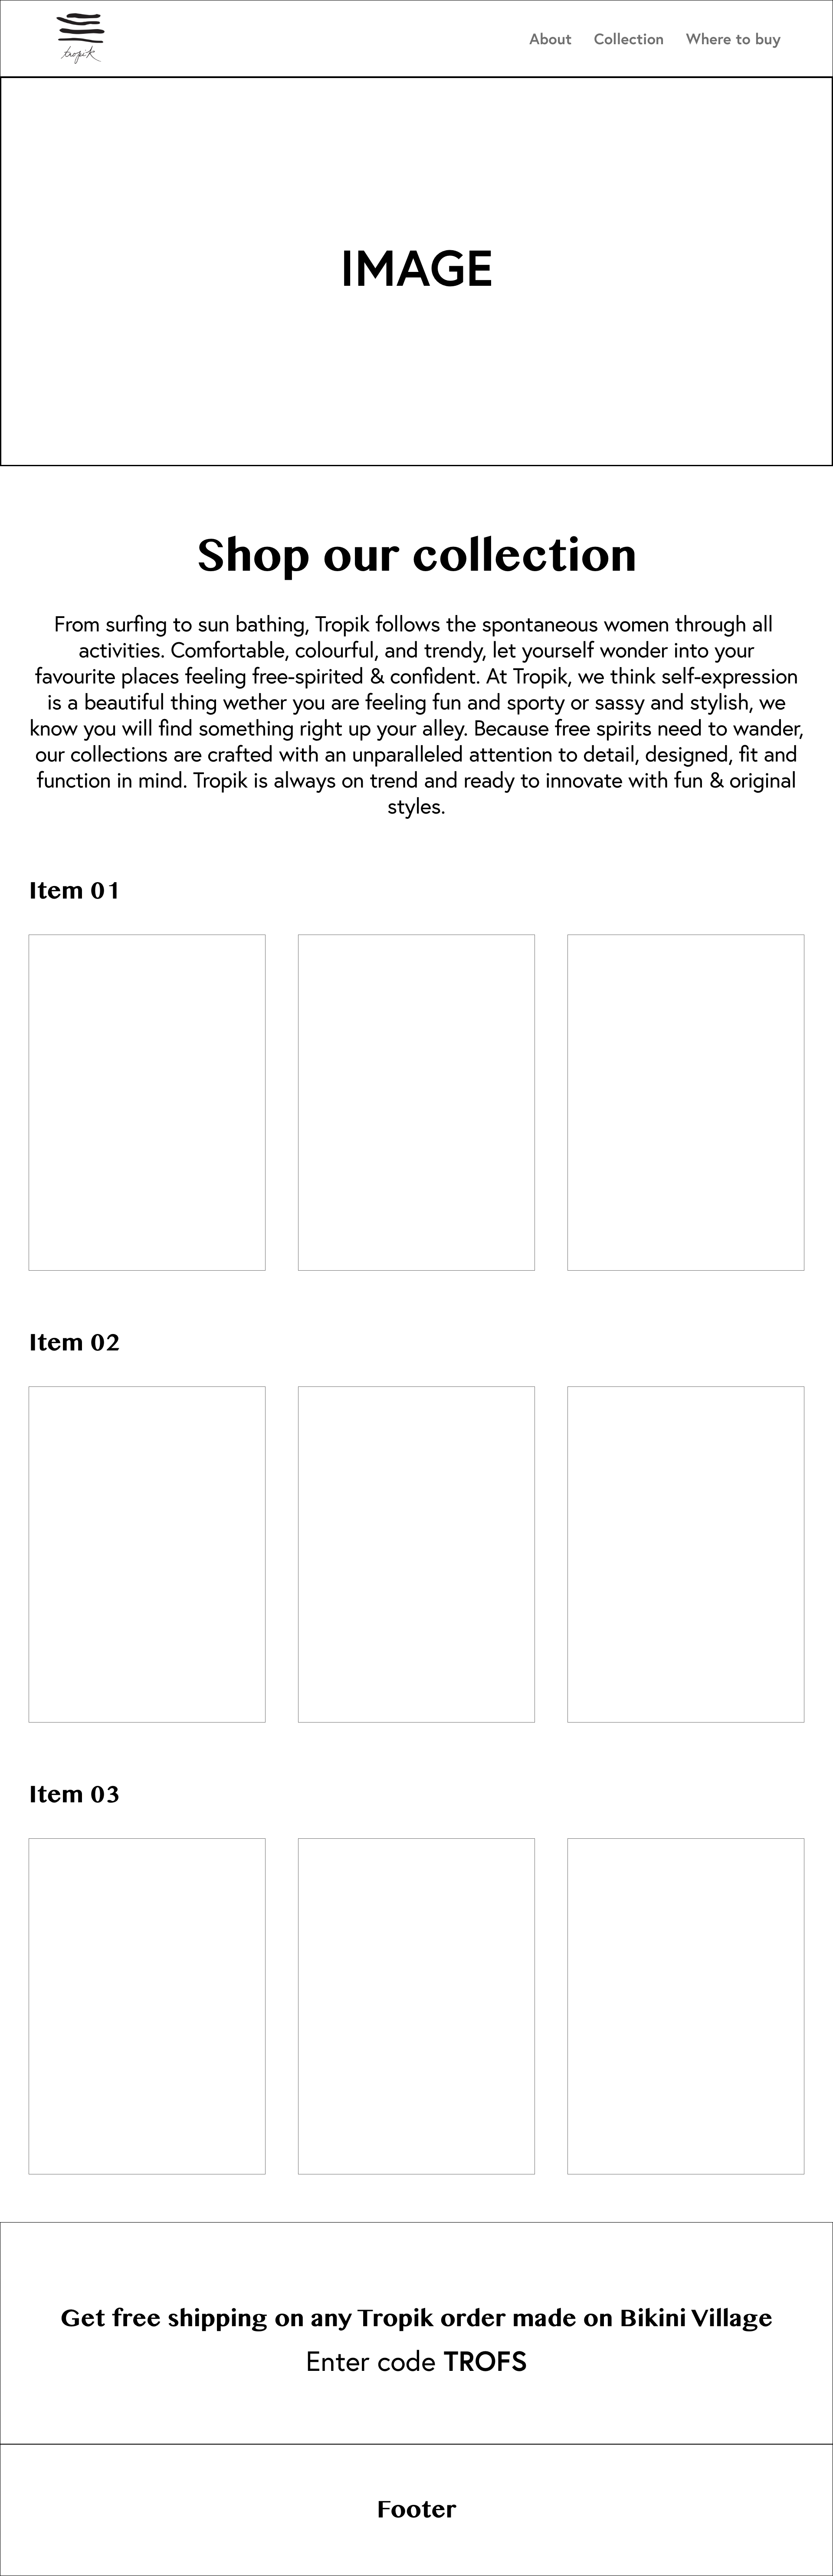 tropik
About Collection Where to buy
IMAGE
Shop our collection
From surfing to sun bathing, Tropik follows the spontaneous women through all
activities. Comfortable, colourful, and trendy, let yourself wonder into your
favourite places feeling free-spirited & confident. At Tropik, we think self-expression
is a beautiful thing wether you are feeling fun and sporty or sassy and stylish, we
know you will find something right up your alley. Because free spirits need to wander,
our collections are crafted with an unparalleled attention to detail, designed, fit and
function in mind. Tropik is always on trend and ready to innovate with fun & original
styles.
Item 01
Item 02
Item 03
Get free shipping on any Tropik order made on Bikini Village
Enter code TROFS
Footer